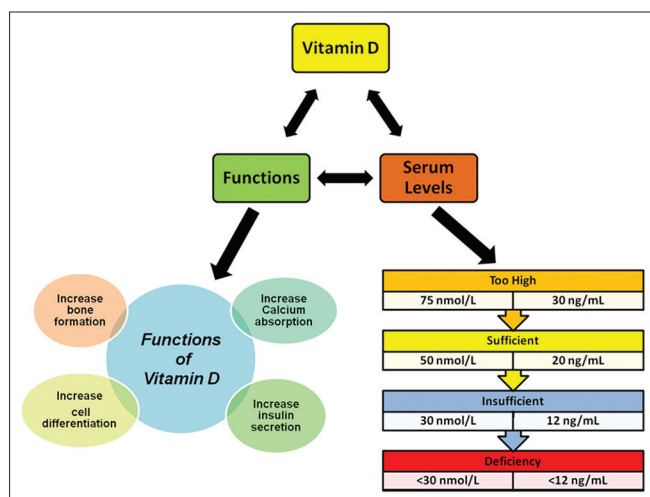 Vitamin D
Functions
Serum
Levels
Increase
bone
formation
Increase
Calcium
absorption
Functions
of
Vitamin D
Increase
cell
differentiation
Increase
insulin
secretion
Too High
75 nmol/L 30 ng/mL
Sufficient
50 nmol/L 20 ng/mL
Insufficient
30 nmol/L 12 ng/mL
Deficiency
<30 nmol/L <12 ng/mL